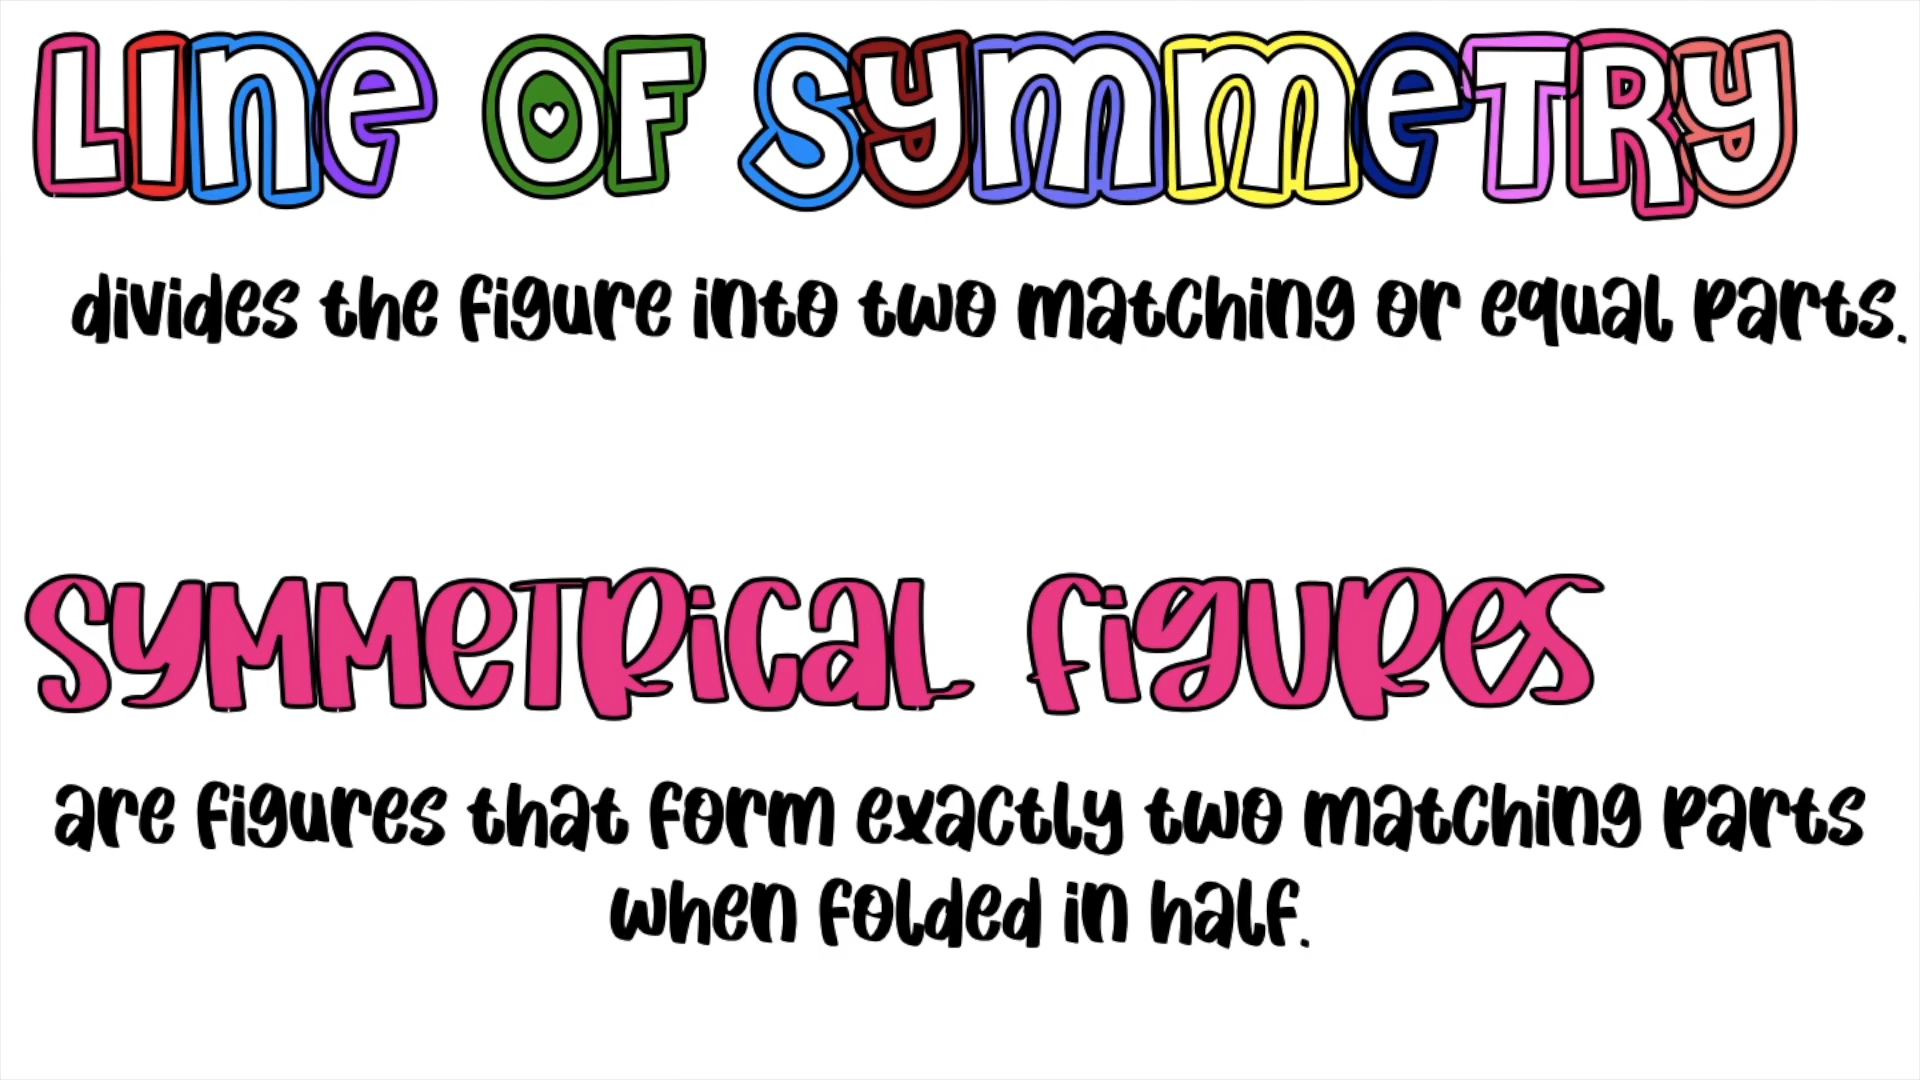 Line of symmetry
divides the figure into two matching or equal parts.
symmetrical figures
are figures that form exactly two matching parts
when folded in half.